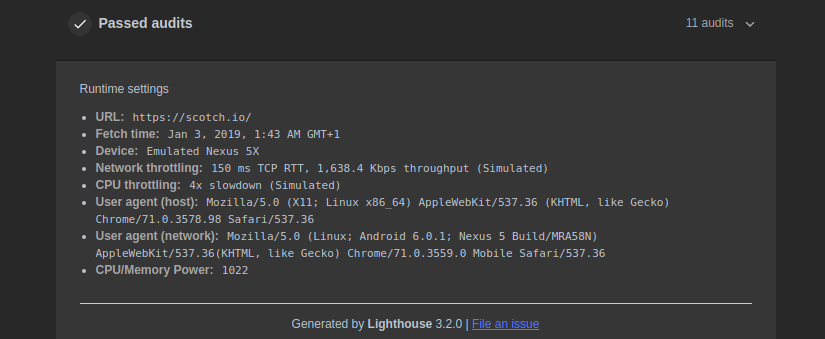 Passed audits
11 audits
Runtime settings
URL: https://scotch.io/
Fetch time: Jan 3, 2019, 1:43 AM GMT+1
Device: Emulated Nexus 5X
Network throttling: 150 ms TCP RTT, 1,638.4 Kbps throughput (Simulated)
CPU throttling: 4x slowdown (Simulated)
User agent (host): Mozilla/5.0 (X11; Linux x86_64) AppleWebKit/537.36 (KHTML, like Gecko)
Chrome/71.0.3578.98 Safari/537.36
User agent (network): Mozilla/5.0 (Linux; Android 6.0.1; Nexus 5 Build/MRA58N)
AppleWebKit/537.36(KHTML, like Gecko) Chrome/71.0.3559.0 Mobile Safari/537.36
CPU/Memory Power: 1022
Generated by Lighthouse 3.2.0 | File an issue